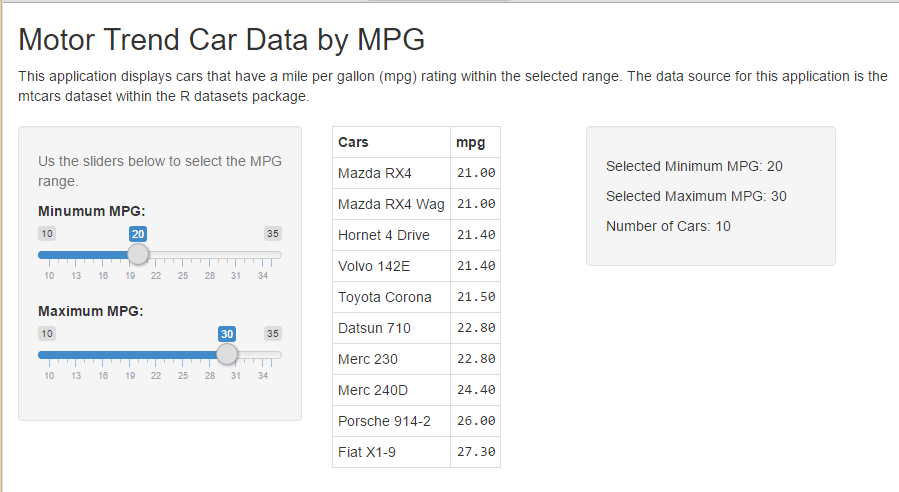 Motor Trend Car Data by MPG
This application displays cars that have a mile per gallon (mpg) rating within the selected range. The data source for this application is the
mtcars dataset within the R datasets package.
Us the sliders below to select the MPG
range.
Minumum MPG:
10 20 35
10 13 16 19 22 25 28 31 34
Maximum MPG:
10 30 35
10 13 16 19 22 25 28 31 34
Cars mpg
Mazda RX4 21.00
Mazda RX4 Wag 21.00
Hornet 4 Drive 21.40
Volvo 142E 21.40
Toyota Corona 21.50
Datsun 710 22.80
Merc 230 22.80
Merc 240D 24.40
Porsche 914-2 26.00
Fiat X1-9 27.30
Selected Minimum MPG: 20
Selected Maximum MPG: 30
Number of Cars: 10